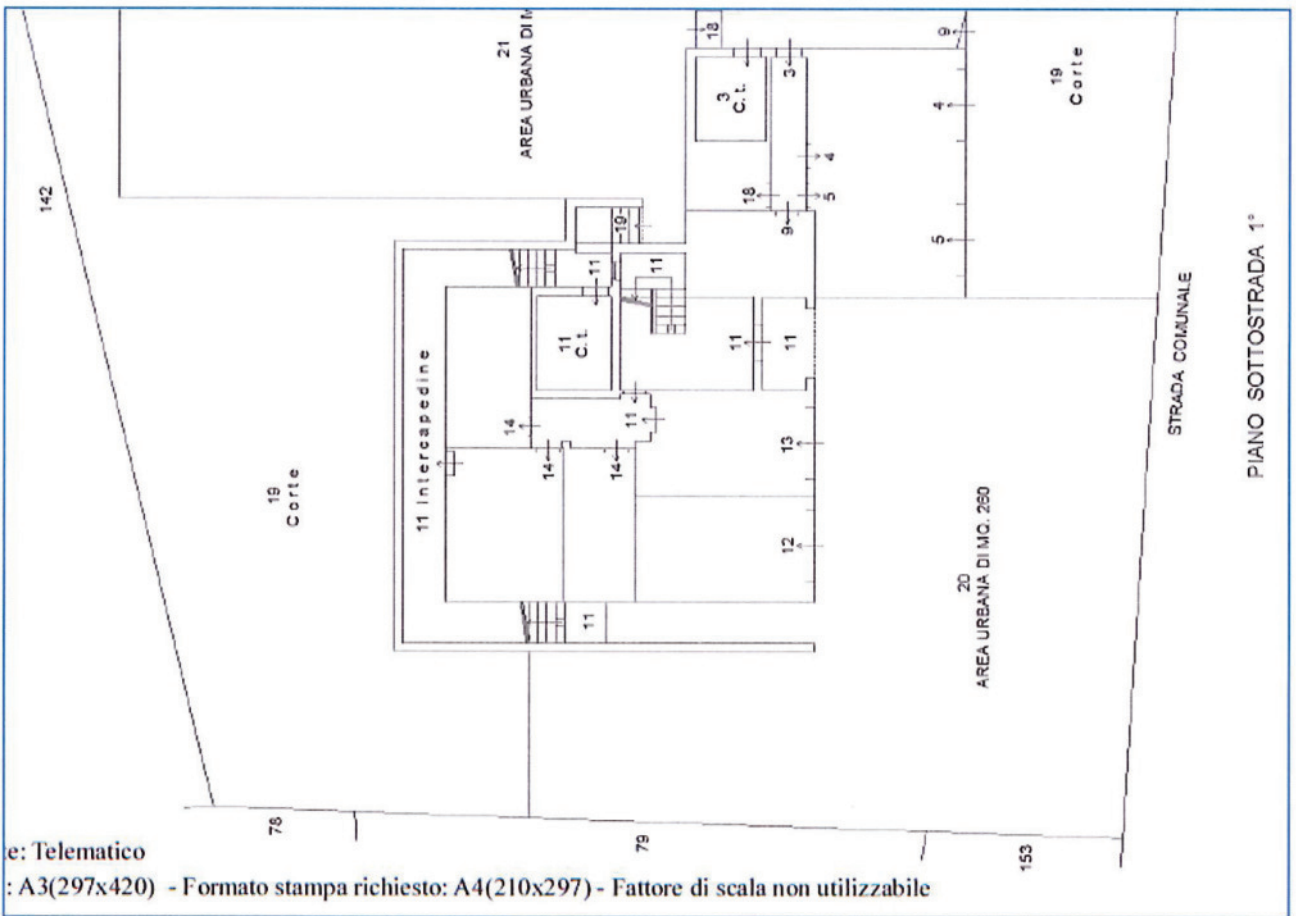 142
21
AREA URBANA DI M
18
9
3
3
C. t.
19
Corte
4
4
18
5
9
5
19
11
11
11
C. t.
11 Intercapedine
11
11
14
11
14
14
13
12
19
Corte
11
20
AREA URBANA DI MQ. 260
STRADA COMUNALE
PIANO SOTTOSTRADA 1°
78
79
153
e: Telematico
: A3(297x420) - Formato stampa richiesto: A4(210x297) - Fattore di scala non utilizzabile